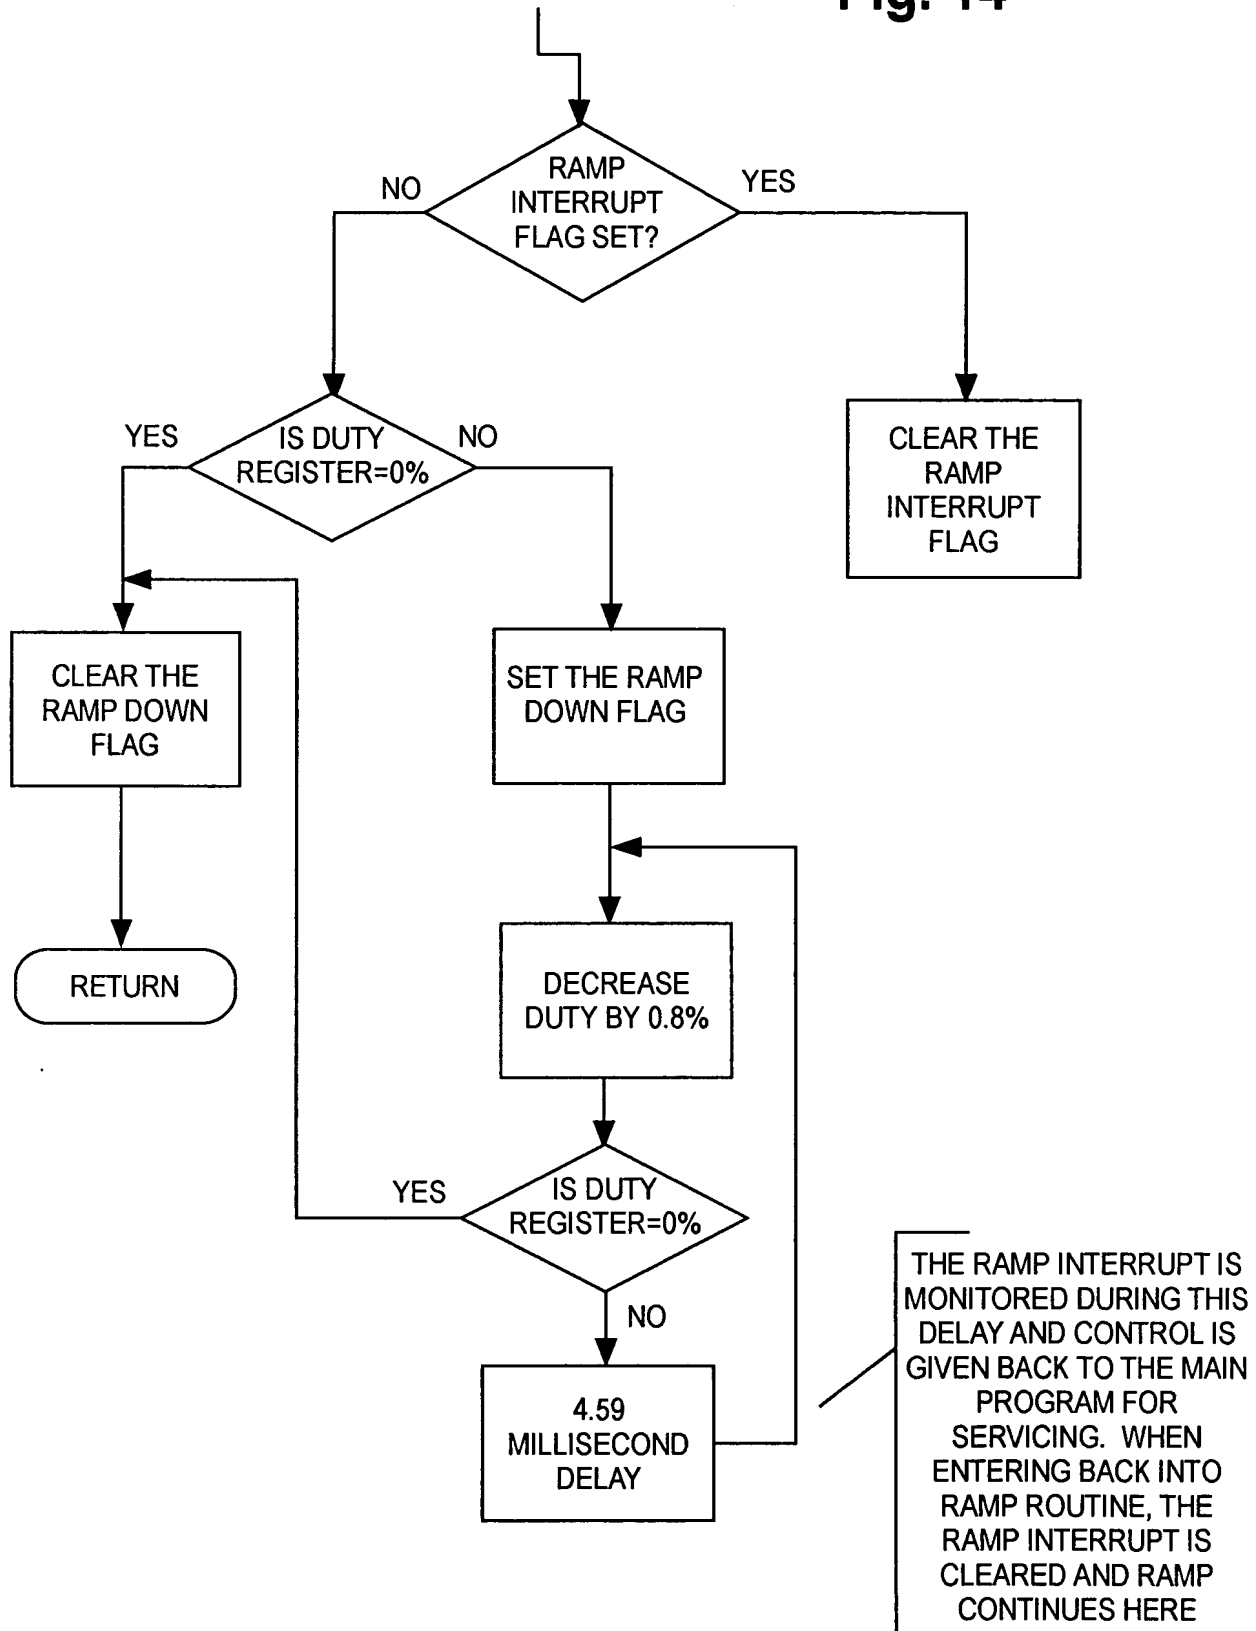 Fig. 14
RAMP
INTERRUPT
FLAG SET?
NO
YES
IS DUTY
REGISTER=0%
YES
NO
CLEAR THE
RAMP
INTERRUPT
FLAG
CLEAR THE
RAMP DOWN
FLAG
SET THE RAMP
DOWN FLAG
RETURN
DECREASE
DUTY BY 0.8%
IS DUTY
REGISTER=0%
YES
NO
4.59
MILLISECOND
DELAY
THE RAMP INTERRUPT IS
MONITORED DURING THIS
DELAY AND CONTROL IS
GIVEN BACK TO THE MAIN
PROGRAM FOR
SERVICING. WHEN
ENTERING BACK INTO
RAMP ROUTINE, THE
RAMP INTERRUPT IS
CLEARED AND RAMP
CONTINUES HERE